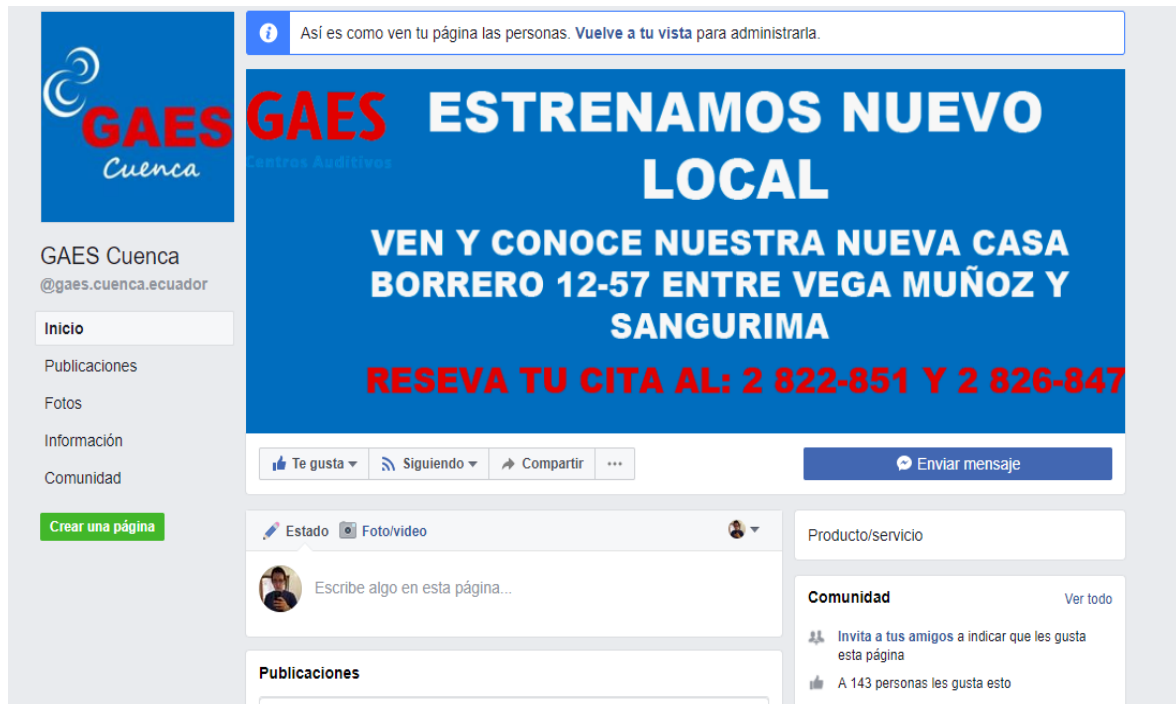 Así es como ven tu página las personas. Vuelve a tu vista para administrarla.
GAES
Cuenca
GAES Cuenca
@gaes.cuenca.ecuador
Inicio
Publicaciones
Fotos
Información
Comunidad
Crear una página
GAES
Centros Auditivos
ESTRENAMOS NUEVO
LOCAL
VEN Y CONOCE NUESTRA NUEVA CASA
BORRERO 12-57 ENTRE VEGA MUÑOZ Y
SANGURIMA
RESEVA TU CITA AL: 2 822-851 Y 2 826-847
Te gusta Siguiendo Compartir ...
Enviar mensaje
Estado Foto/video
Escribe algo en esta página...
Publicaciones
Producto/servicio
Comunidad Ver todo
Invita a tus amigos a indicar que les gusta
esta página
A 143 personas les gusta esto